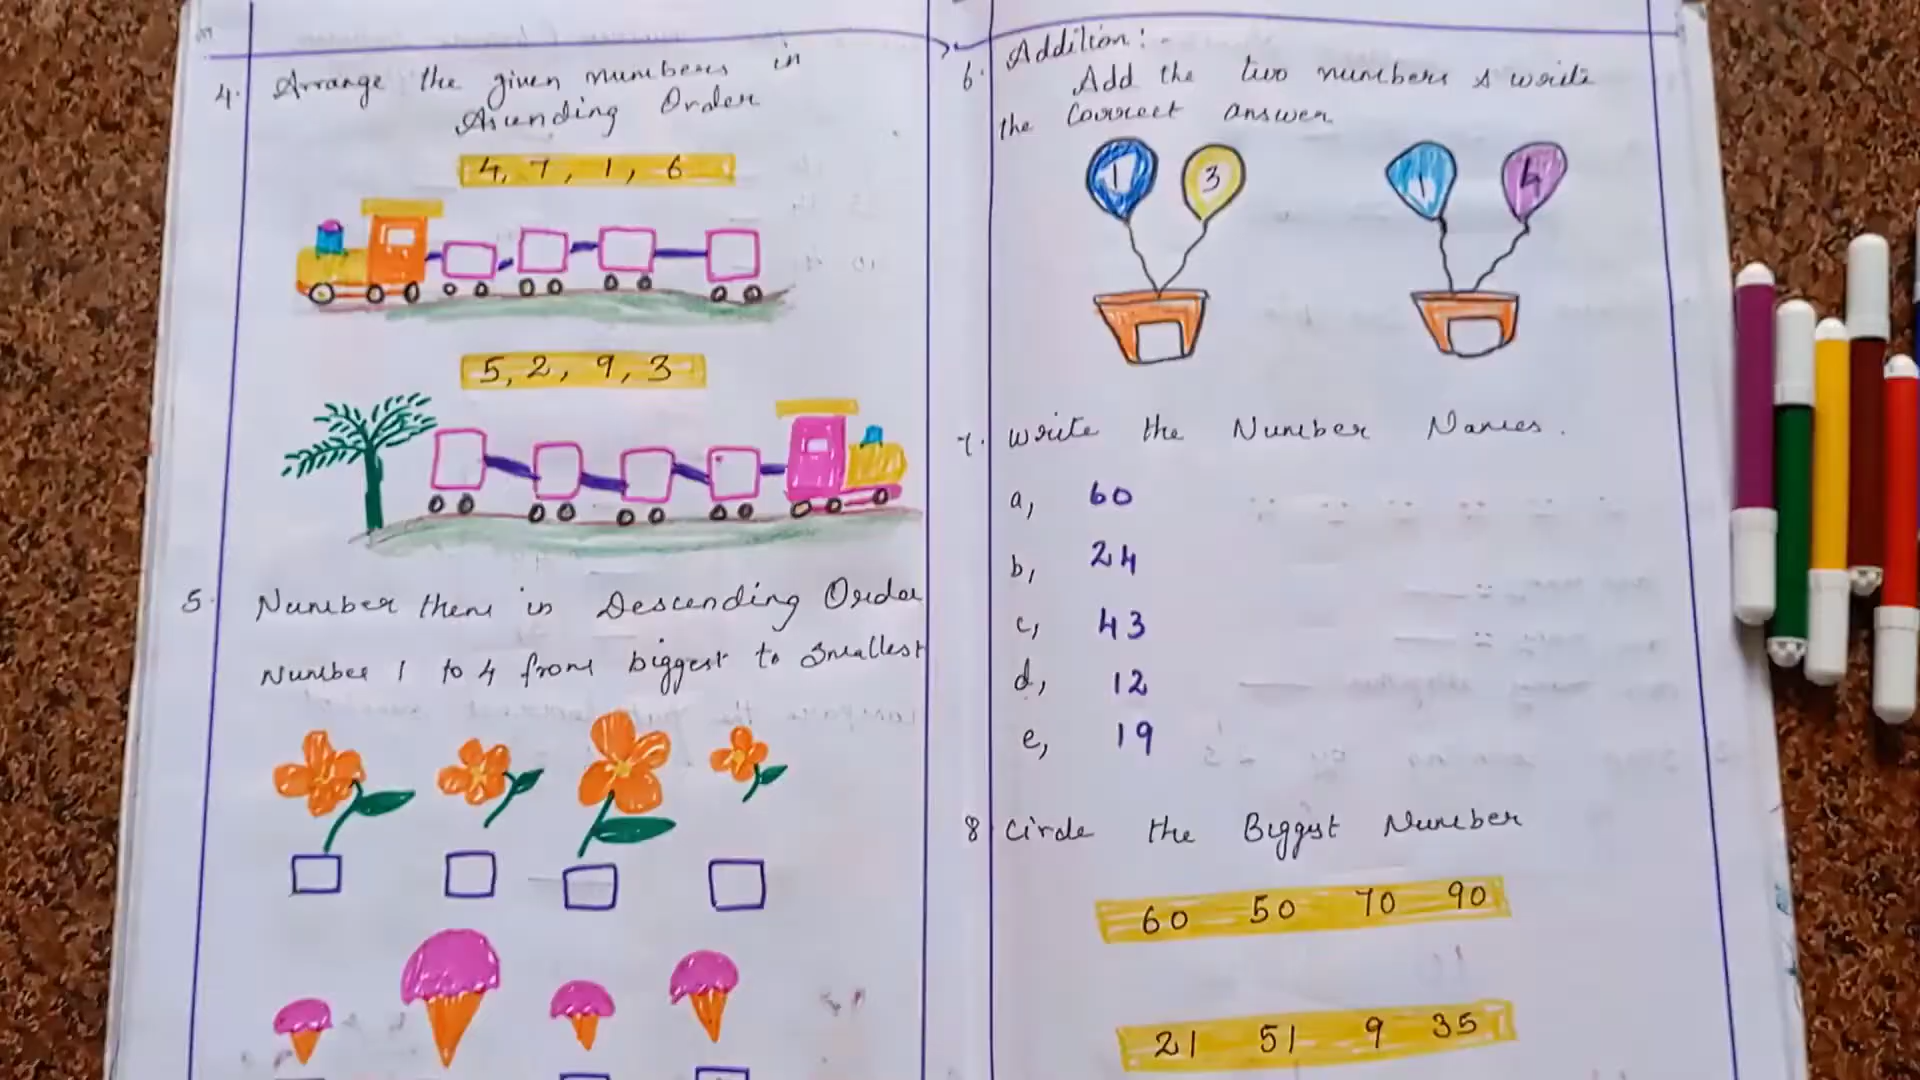 4. Arrange the given numbers in
Ascending Order
4, 7, 1, 6
5, 2, 9, 3
5. Number them in Descending Order
Number 1 to 4 from biggest to Smallest
6. Addition:-
Add the two numbers & write
the Correct answer
1 3 1 4
7. Write the Number Names.
a, 60
b, 24
c, 43
d, 12
e, 19
8 Circle the Biggest Number
60 50 70 90
21 51 9 35